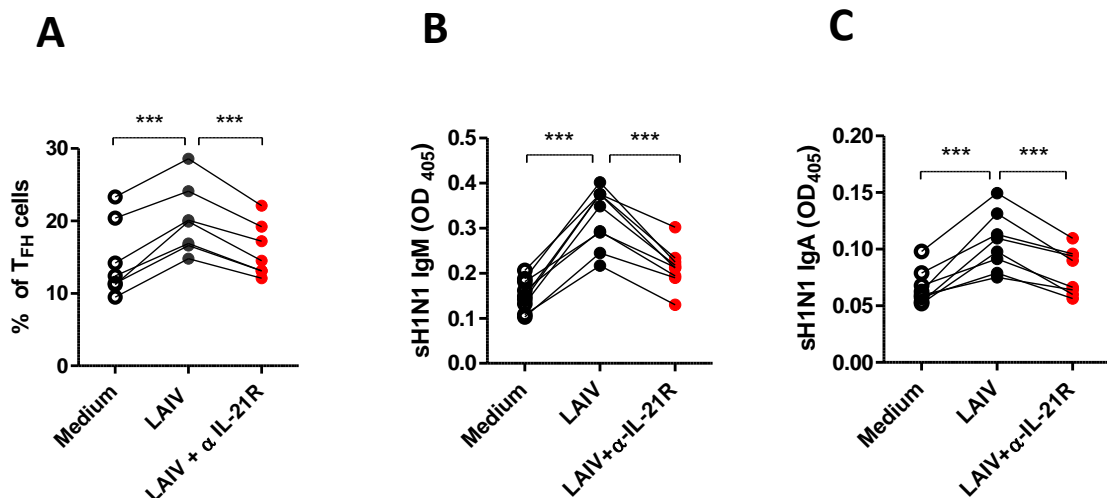 A
% of TFH cells
30
20
10
0
***
***
Medium
LAIV
LAIV + α IL-21R
B
sH1N1 IgM (OD 405)
0.5
0.4
0.3
0.2
0.1
0.0
***
***
Medium
LAIV
LAIV+α-IL-21R
C
sH1N1 IgA (OD405)
0.20
0.15
0.10
0.05
0.00
***
***
Medium
LAIV
LAIV+α-IL-21R